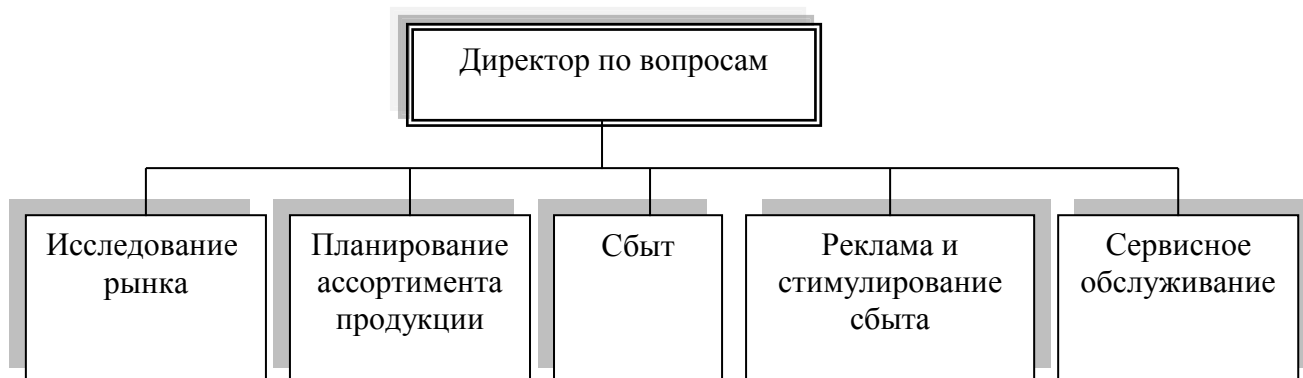 Директор по вопросам
Исследование
рынка
Планирование
ассортимента
продукции
Сбыт
Реклама и
стимулирование
сбыта
Сервисное
обслуживание